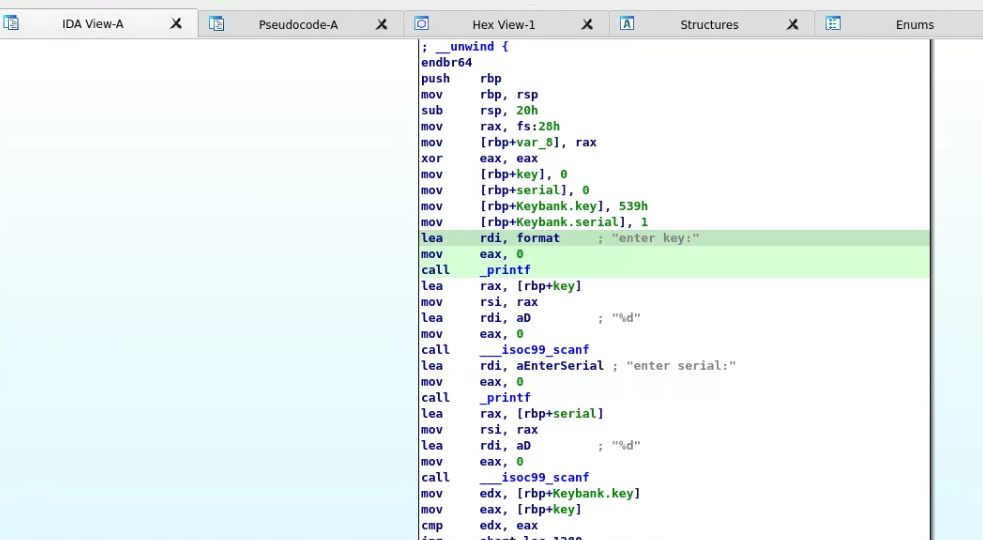 IDA View-A Pseudocode-A Hex View-1 Structures Enums
; __unwind {
endbr64
push rbp
mov rbp, rsp
sub rsp, 20h
mov rax, fs:28h
mov [rbp+var_8], rax
xor eax, eax
mov [rbp+key], 0
mov [rbp+serial], 0
mov [rbp+Keybank.key], 539h
mov [rbp+Keybank.serial], 1
lea rdi, format ; "enter key:"
mov eax, 0
call _printf
lea rax, [rbp+key]
mov rsi, rax
lea rdi, aD ; "%d"
mov eax, 0
call ___isoc99_scanf
lea rdi, aEnterSerial ; "enter serial:"
mov eax, 0
call _printf
lea rax, [rbp+serial]
mov rsi, rax
lea rdi, aD ; "%d"
mov eax, 0
call ___isoc99_scanf
mov edx, [rbp+Keybank.key]
mov eax, [rbp+key]
cmp edx, eax